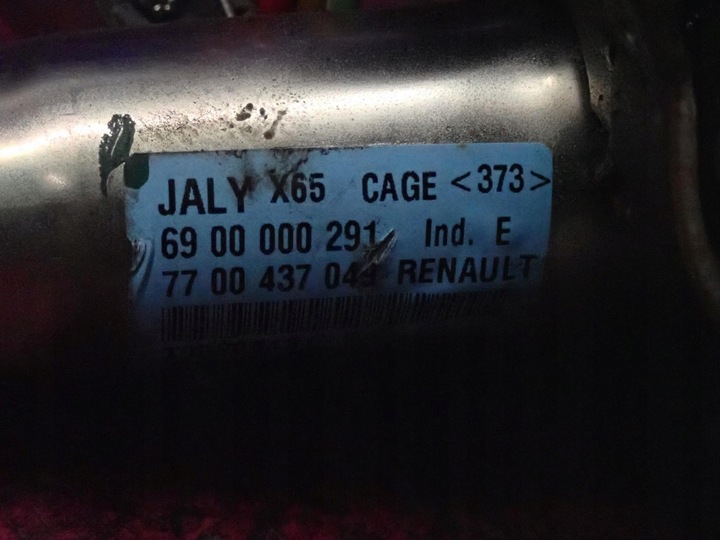 JALY X65 CAGE <373>
69 00 000 291 Ind. E
77 00 437 RENAULT